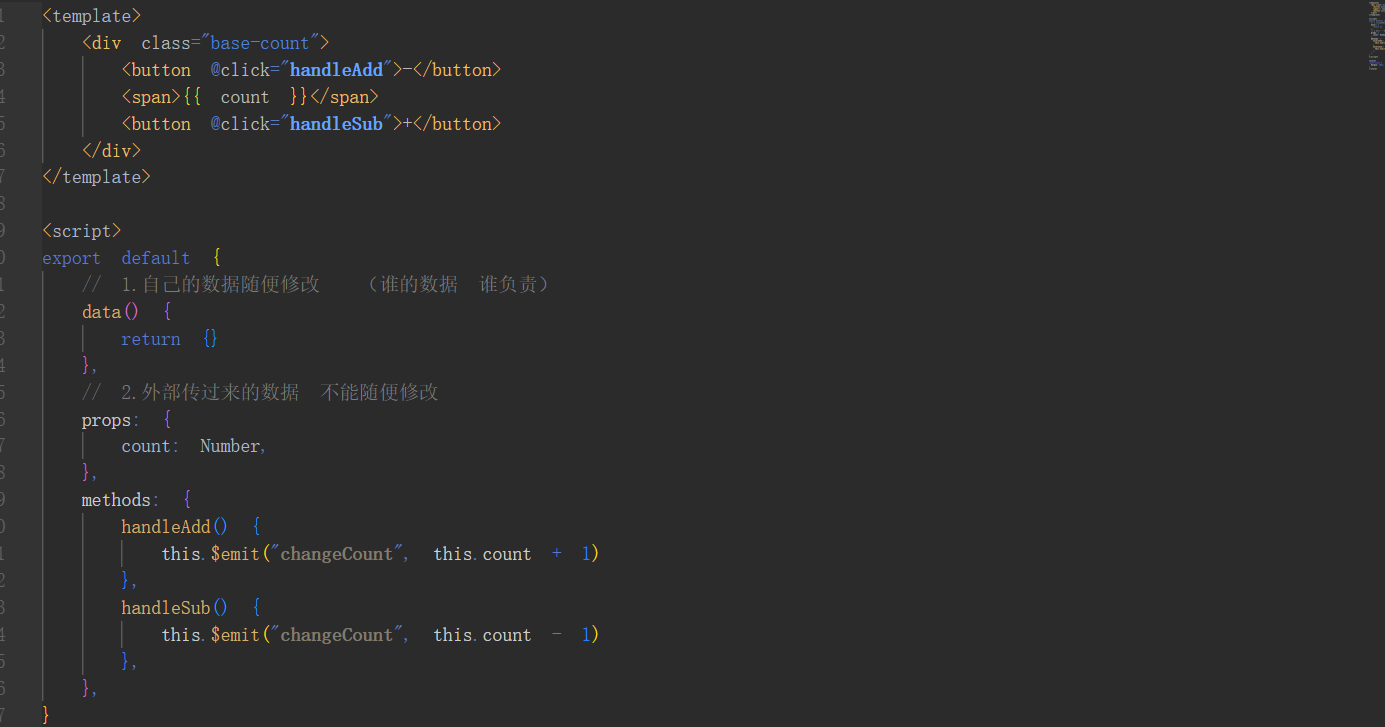 <template>
<div class="base-count">
<button @click="handleAdd">-</button>
<span>{{ count }}</span>
<button @click="handleSub">+</button>
</div>
</template>
<script>
export default {
// 1.自己的数据随便修改 （谁的数据 谁负责）
data() {
return {}
},
// 2.外部传过来的数据 不能随便修改
props: {
count: Number,
},
methods: {
handleAdd() {
this.$emit("changeCount", this.count + 1)
},
handleSub() {
this.$emit("changeCount", this.count - 1)
},
},
}